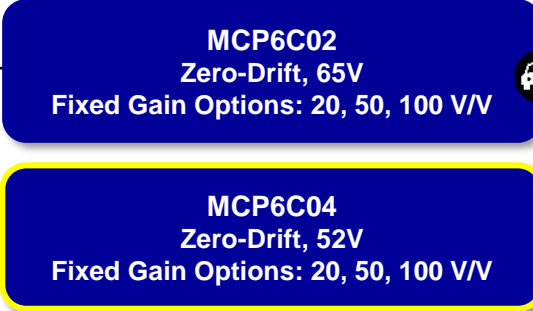 MCP6C02
Zero-Drift, 65V
Fixed Gain Options: 20, 50, 100 V/V
MCP6C04
Zero-Drift, 52V
Fixed Gain Options: 20, 50, 100 V/V